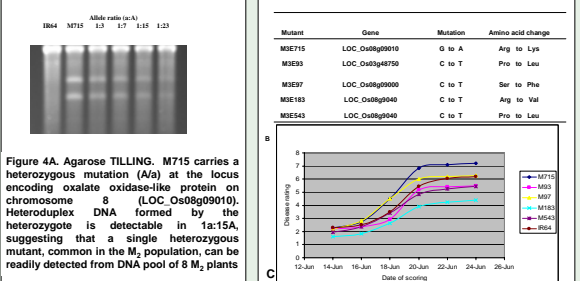 Allele ratio (a:A)
IR64 M715 1:3 1:7 1:15 1:23
Figure 4A. Agarose TILLING. M715 carries a
heterozygous mutation (A/a) at the locus
encoding oxalate oxidase-like protein on
chromosome 8 (LOC_Os08g09010).
Heteroduplex DNA formed by the
heterozygote is detectable in 1a:15A,
suggesting that a single heterozygous
mutant, common in the M2 population, can be
readily detected from DNA pool of 8 M2 plants
Mutant Gene Mutation Amino acid change
M3E715 LOC_Os08g09010 G to A Arg to Lys
M3E93 LOC_Os03g48750 C to T Pro to Leu
M3E97 LOC_Os08g09000 C to T Ser to Phe
M3E183 LOC_Os08g9040 C to T Arg to Val
M3E543 LOC_Os08g9040 C to T Pro to Leu
B
Disease rating
8
7
6
5
4
3
2
1
0
12-Jun 14-Jun 16-Jun 18-Jun 20-Jun 22-Jun 24-Jun 26-Jun
Date of scoring
M715
M93
M97
M183
M543
IR64
C